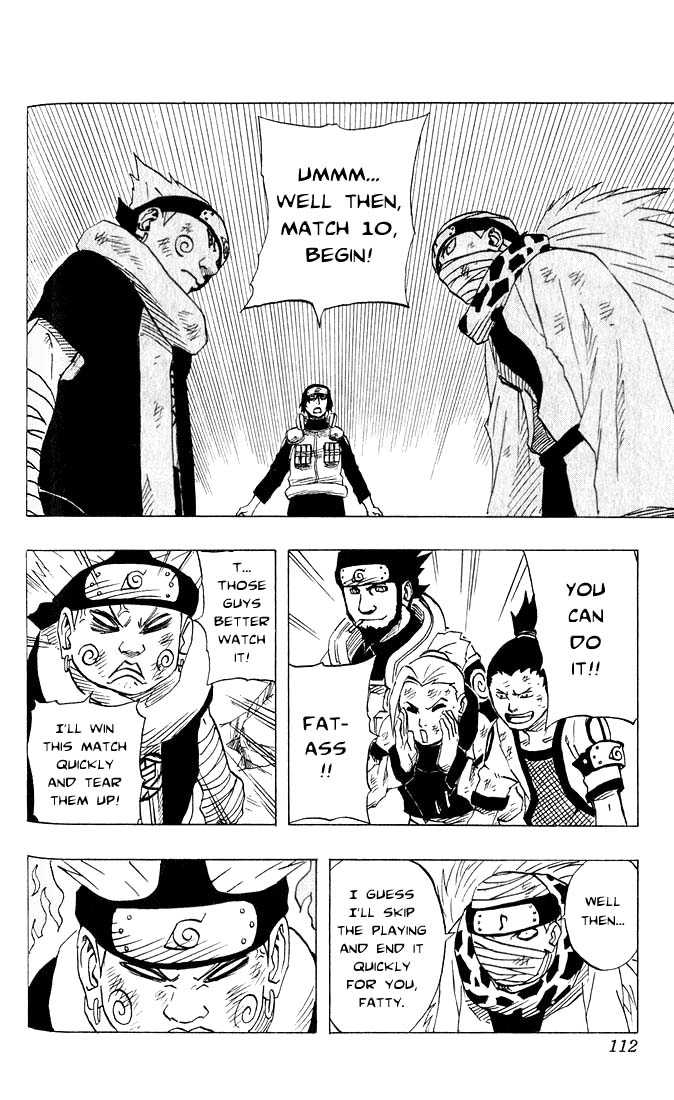 UMMM...
WELL THEN,
MATCH 10,
BEGIN!
YOU
CAN
DO
IT!!
FAT-
ASS
!!
T...
THOSE
GUYS
BETTER
WATCH
IT!
I'LL WIN
THIS MATCH
QUICKLY
AND TEAR
THEM UP!
WELL
THEN...
I GUESS
I'LL SKIP
THE PLAYING
AND END IT
QUICKLY
FOR YOU,
FATTY.
112